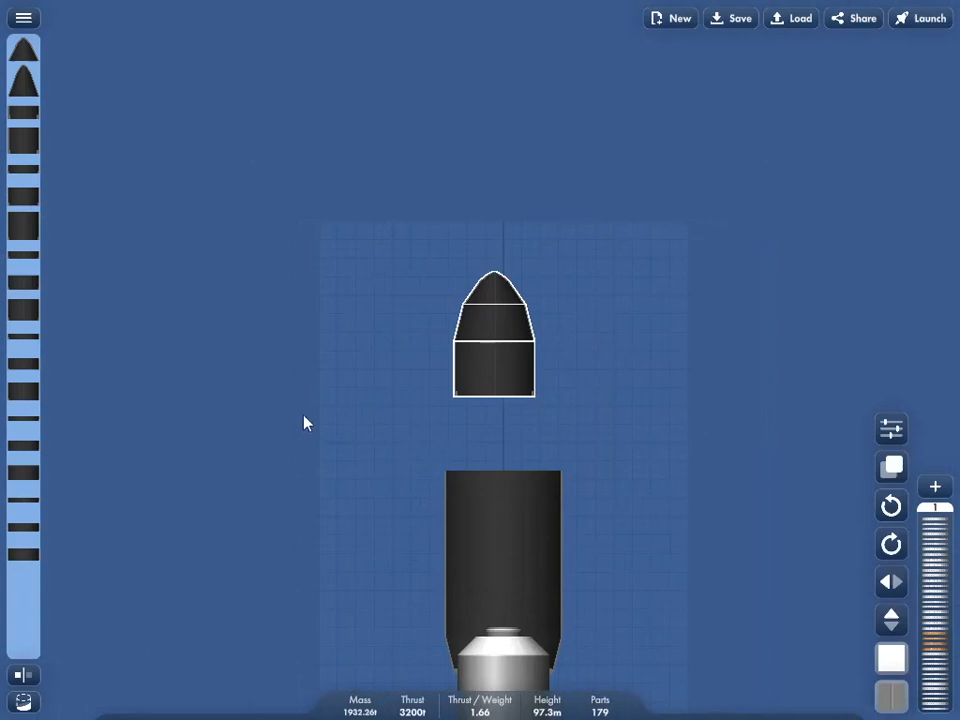 New Save Load Share Launch
1
Mass Thrust Thrust / Weight Height Parts
1932.26t 3200t 1.66 97.3m 179